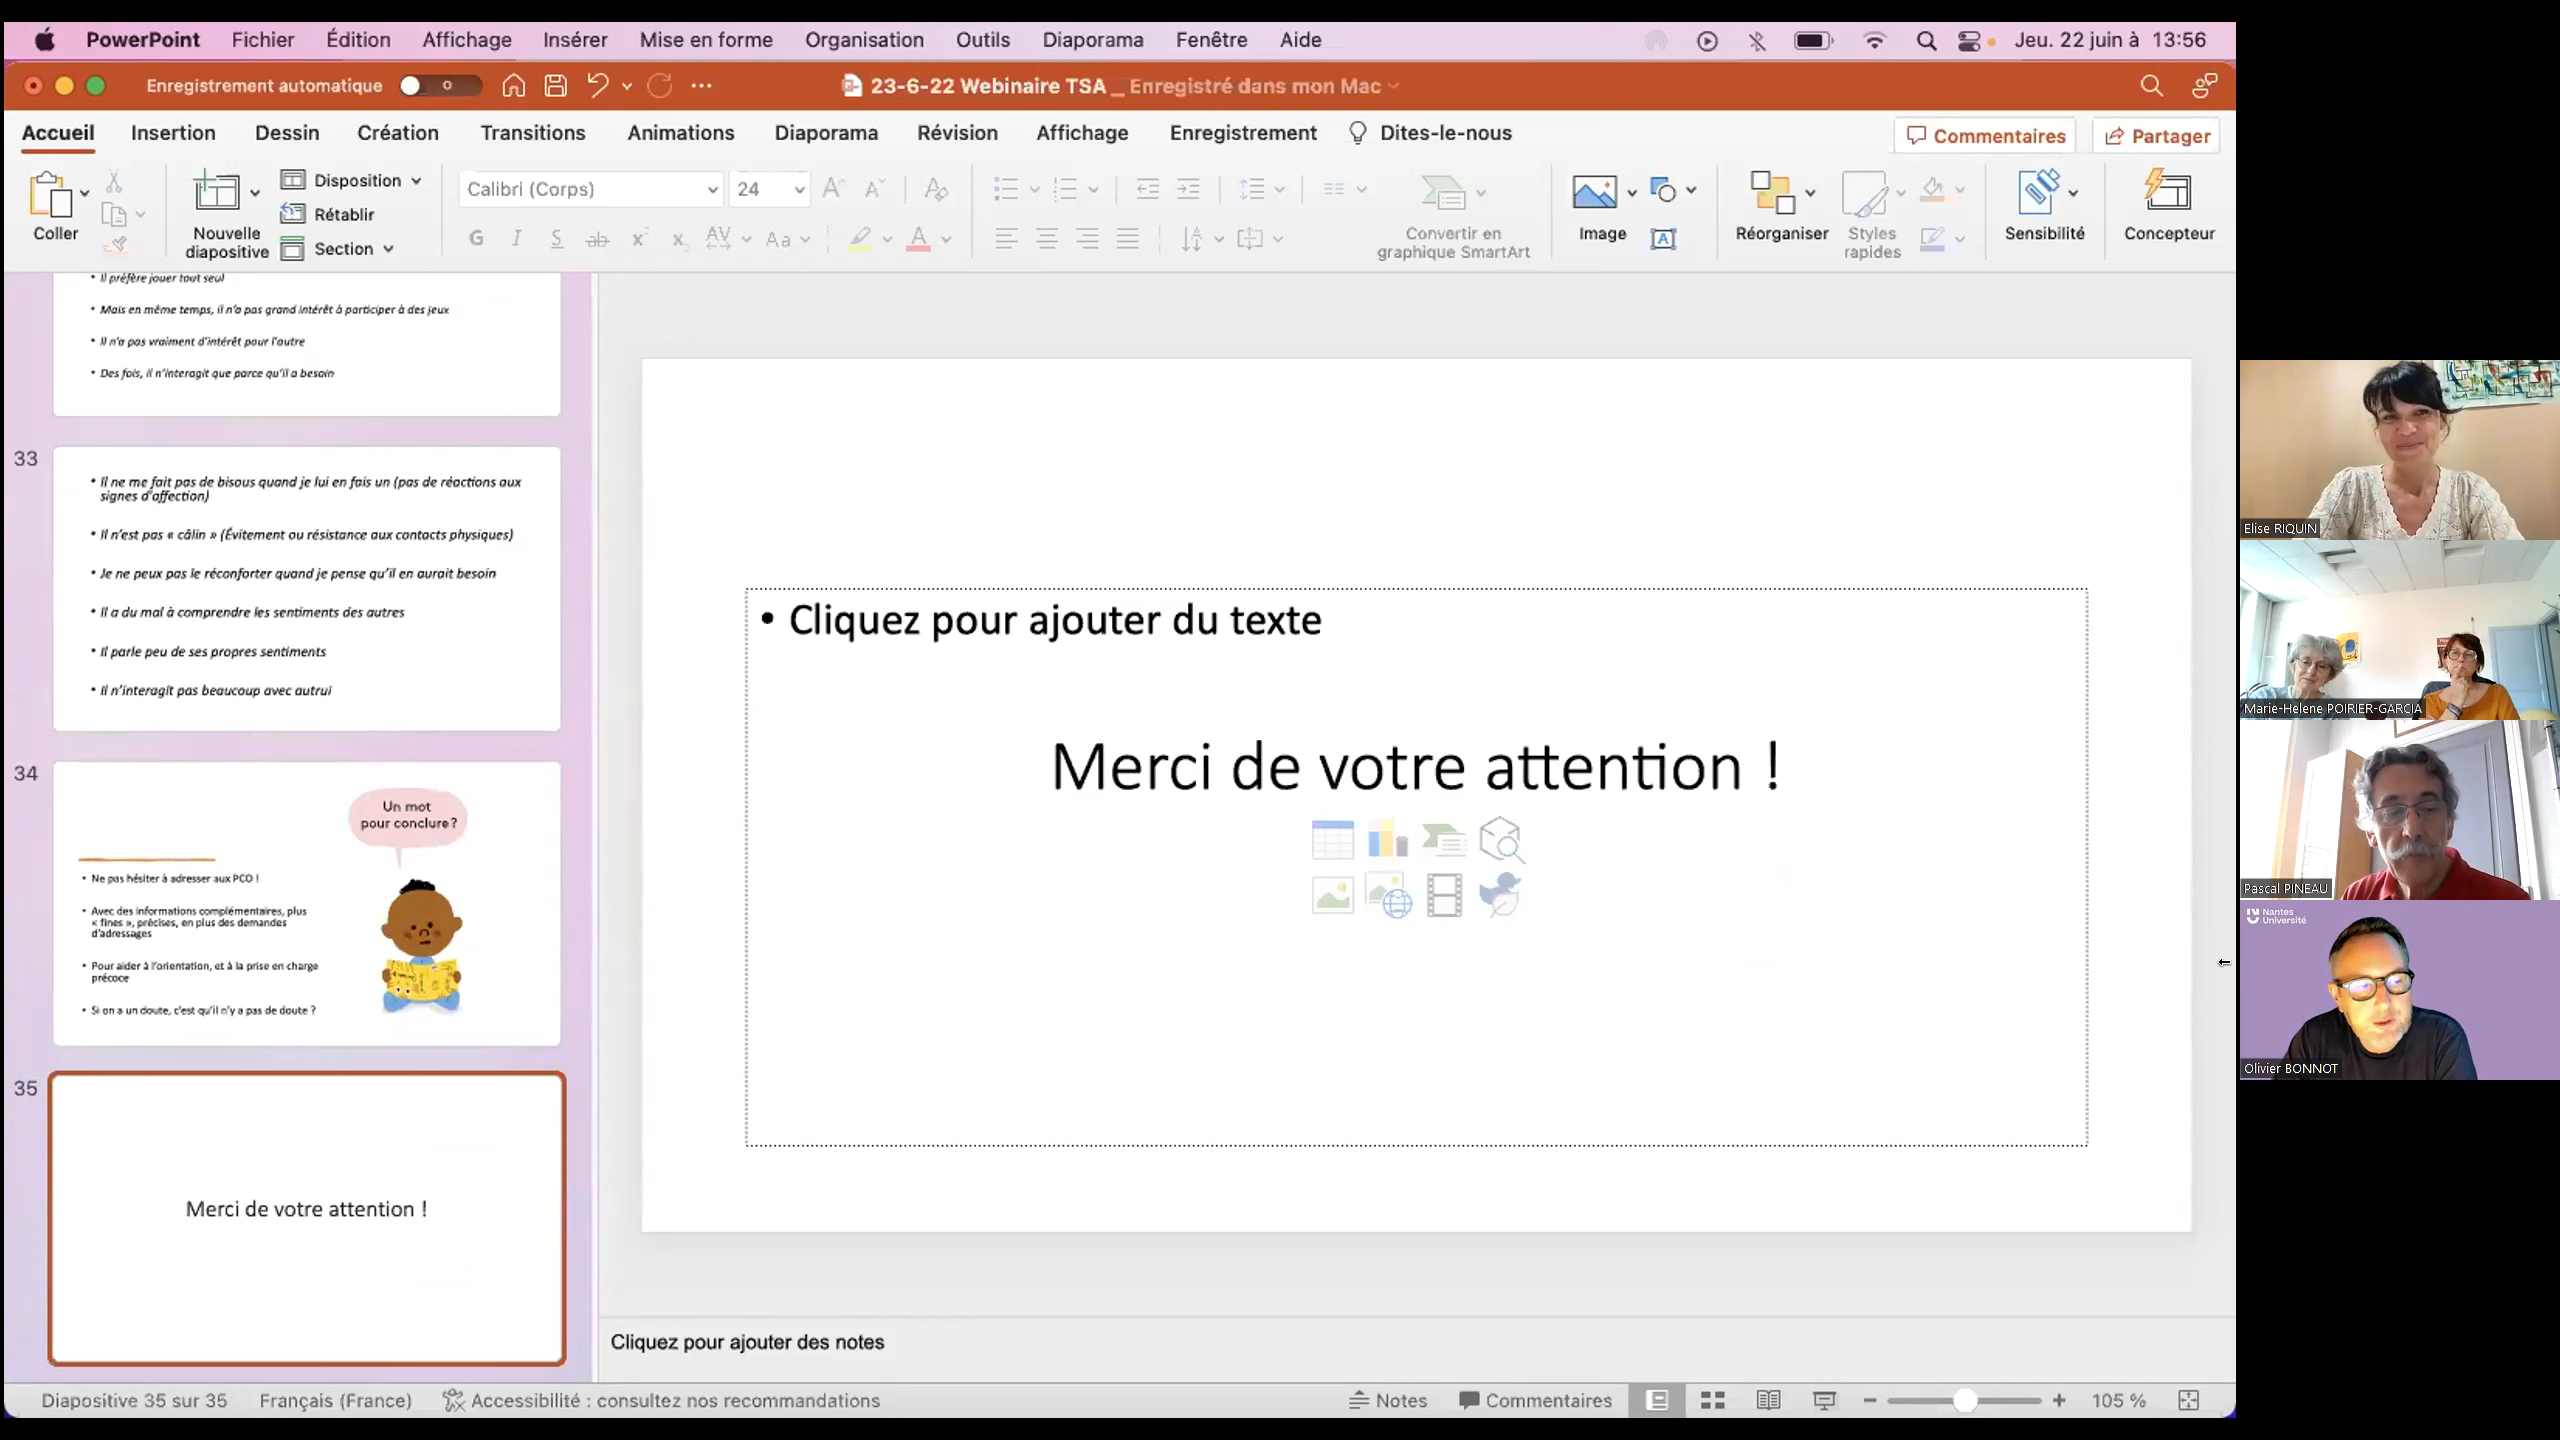 PowerPoint Fichier Édition Affichage Insérer Mise en forme Organisation Outils Diaporama Fenêtre Aide Jeu. 22 juin à 13:56
Enregistrement automatique 23-6-22 Webinaire TSA _ Enregistré dans mon Mac
Accueil Insertion Dessin Création Transitions Animations Diaporama Révision Affichage Enregistrement Dites-le-nous Commentaires Partager
Coller
Nouvelle
diapositive
Disposition
Rétablir
Section
Calibri (Corps) 24
G I S ab x² x₂ AV Aa A
Convertir en
graphique SmartArt
Image
Réorganiser
Styles
rapides
Sensibilité
Concepteur
• Il préfère jouer tout seul
• Mais en même temps, il n'a pas grand intérêt à participer à des jeux
• Il n'a pas vraiment d'intérêt pour l'autre
• Des fois, il n'interagit que parce qu'il a besoin
33
• Il ne me fait pas de bisous quand je lui en fais un (pas de réactions aux
signes d'affection)
• Il n'est pas « câlin » (Évitement ou résistance aux contacts physiques)
• Je ne peux pas le réconforter quand je pense qu'il en aurait besoin
• Il a du mal à comprendre les sentiments des autres
• Il parle peu de ses propres sentiments
• Il n'interagit pas beaucoup avec autrui
34
Un mot
pour conclure ?
• Ne pas hésiter à adresser aux PCO !
• Avec des informations complémentaires, plus
« fines », précises, en plus des demandes
d'adressages
• Pour aider à l'orientation, et à la prise en charge
précoce
• Si on a un doute, c'est qu'il n'y a pas de doute ?
35
Merci de votre attention !
• Cliquez pour ajouter du texte
Merci de votre attention !
Cliquez pour ajouter des notes
Diapositive 35 sur 35 Français (France) Accessibilité : consultez nos recommandations Notes Commentaires 105 %
Elise RIQUIN
Marie-Helene POIRIER-GARCIA
Pascal PINEAU
Nantes
Université
Olivier BONNOT